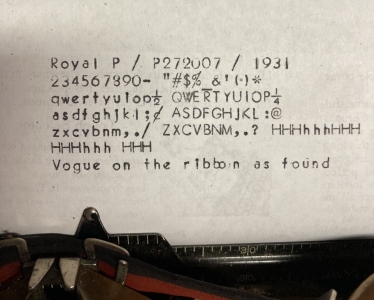 Royal P / P272007 / 1931
234567890- "#$% &'(·)*
qwertyuiop½ QWERTYUIOP¼
asdfghjkl;¢ ASDFGHJKL:@
zxcvbnm,./ ZXCVBNM,.? HHHhhhHHH
HHHhhh HHH
Vogue on the ribbon as found